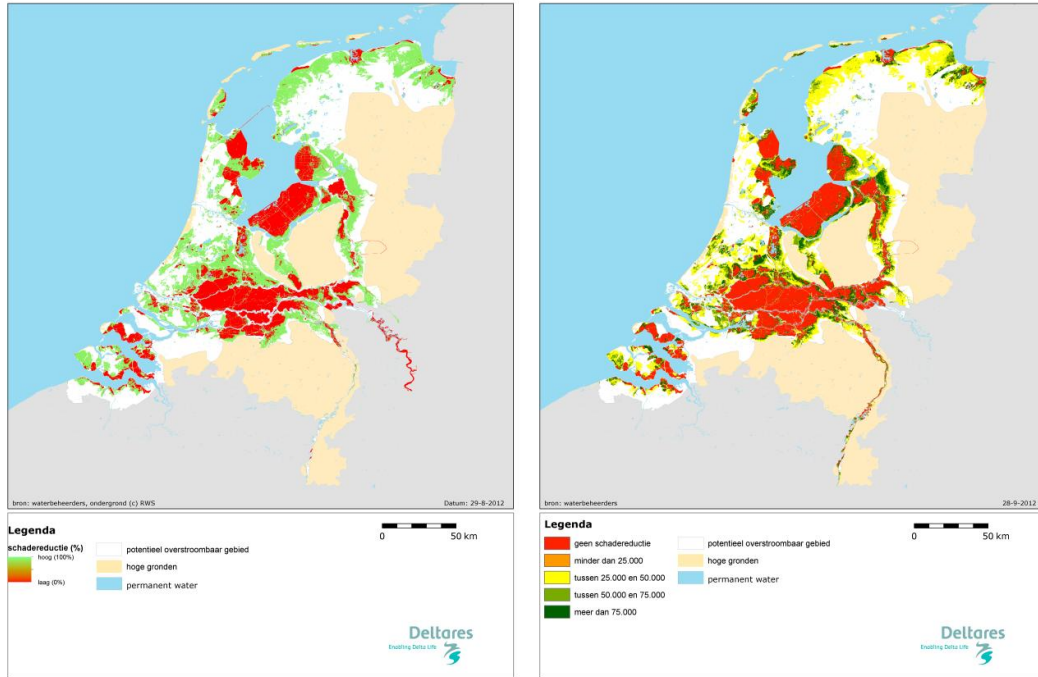 bron: waterbeheerders, ondergrond (c) RWS
Datum: 29-8-2012
Legenda
schadereductie (%)
hoog (100%)
laag (0%)
potentieel overstroombaar gebied
hoge gronden
permanent water
0 50 km
Deltares
Enabling Delta Life
bron: waterbeheerders
28-9-2012
Legenda
geen schadereductie
minder dan 25.000
tussen 25.000 en 50.000
tussen 50.000 en 75.000
meer dan 75.000
potentieel overstroombaar gebied
hoge gronden
permanent water
0 50 km
Deltares
Enabling Delta Life